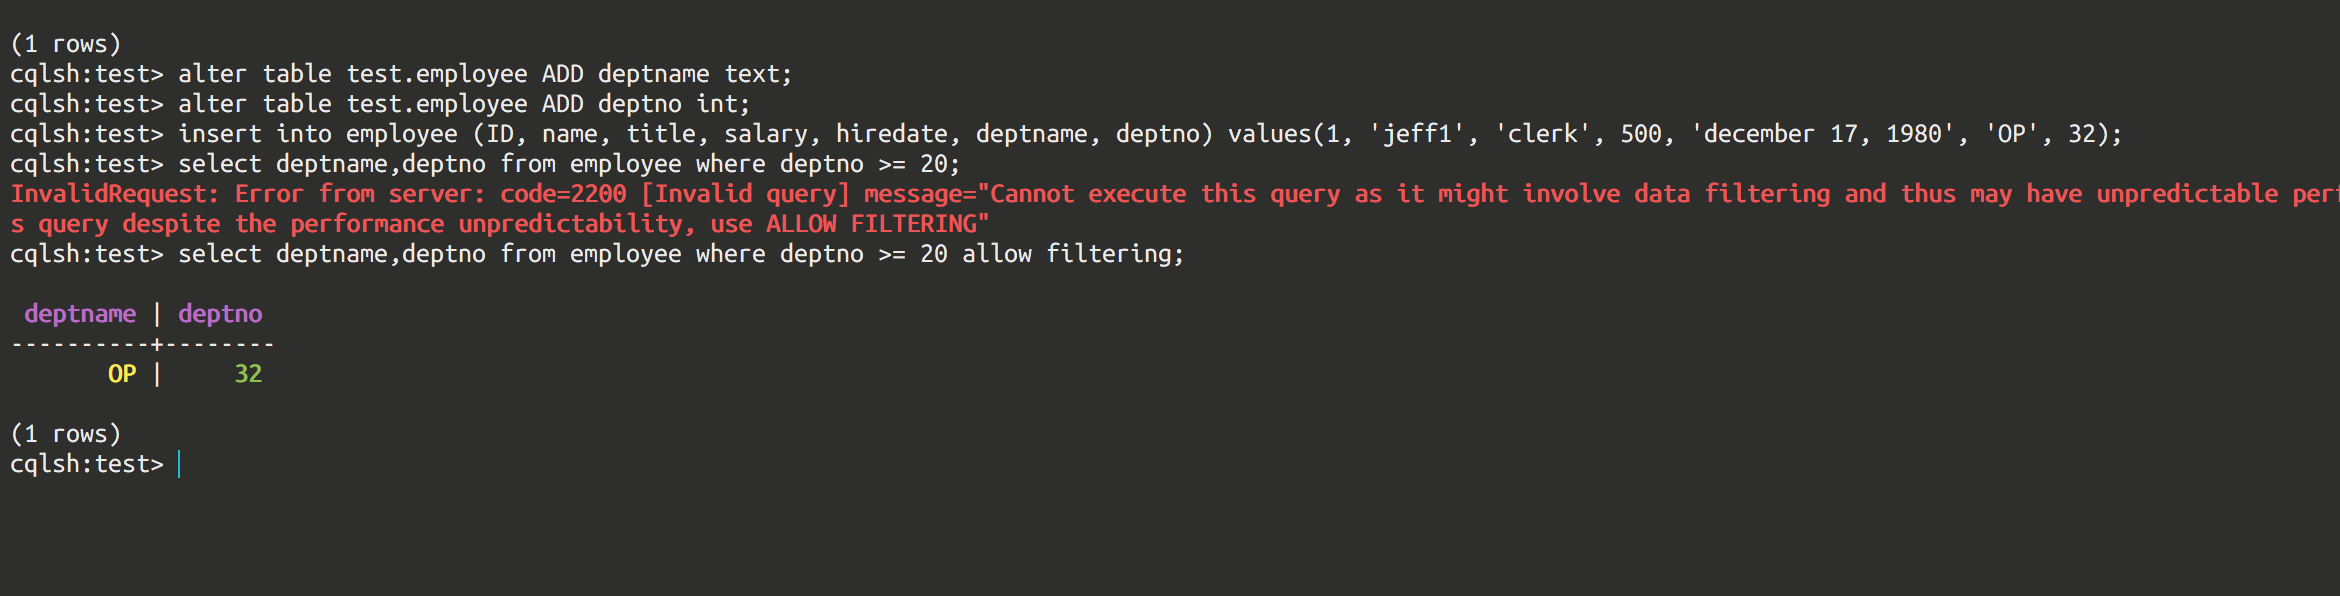 (1 rows)
cqlsh:test> alter table test.employee ADD deptname text;
cqlsh:test> alter table test.employee ADD deptno int;
cqlsh:test> insert into employee (ID, name, title, salary, hiredate, deptname, deptno) values(1, 'jeff1', 'clerk', 500, 'december 17, 1980', 'OP', 32);
cqlsh:test> select deptname,deptno from employee where deptno >= 20;
InvalidRequest: Error from server: code=2200 [Invalid query] message="Cannot execute this query as it might involve data filtering and thus may have unpredictable perf
s query despite the performance unpredictability, use ALLOW FILTERING"
cqlsh:test> select deptname,deptno from employee where deptno >= 20 allow filtering;
deptname | deptno
----------+--------
OP | 32
(1 rows)
cqlsh:test>